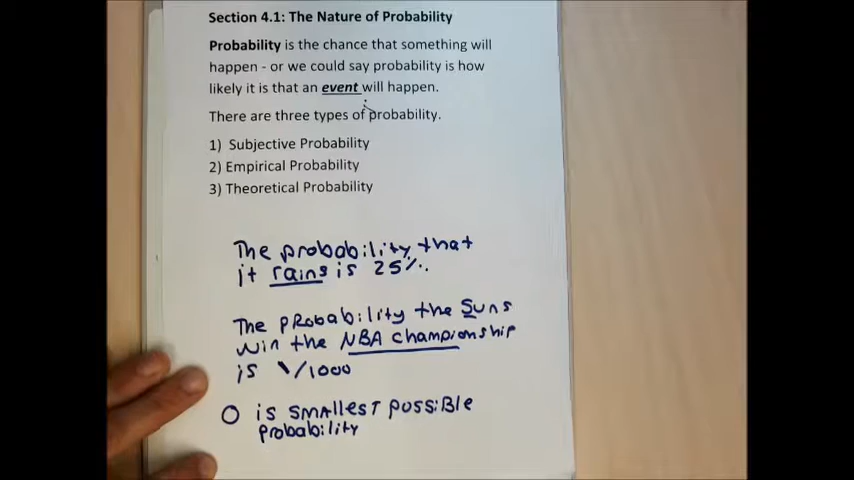 Section 4.1: The Nature of Probability
Probability is the chance that something will
happen - or we could say probability is how
likely it is that an event will happen.
There are three types of probability.
1) Subjective Probability
2) Empirical Probability
3) Theoretical Probability
The probability that
it rains is 25%.
The PRobability the Suns
win the NBA championship
is 1/1000
0 is smallest possible
probability